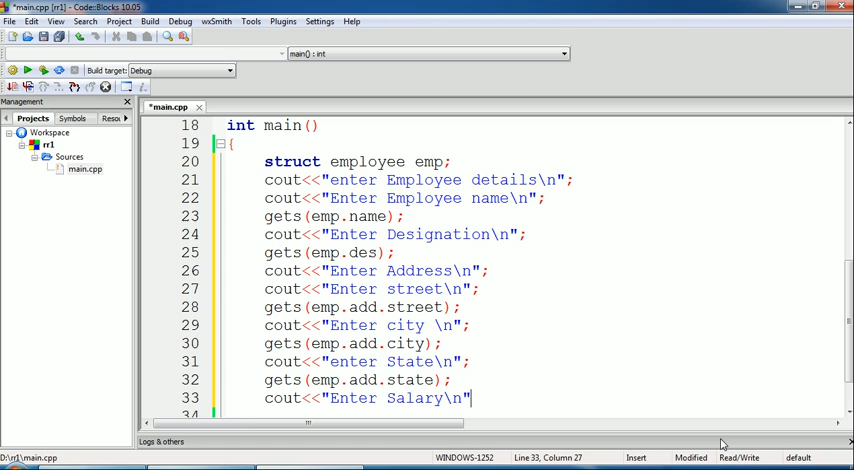 *main.cpp [rr1] - Code::Blocks 10.05
File Edit View Search Project Build Debug wxSmith Tools Plugins Settings Help
main() : int
Build target: Debug
Management
*main.cpp
Projects Symbols Resou
Workspace
rr1
Sources
main.cpp
18 int main()
19 {
20 struct employee emp;
21 cout<<"enter Employee details\n";
22 cout<<"Enter Employee name\n";
23 gets(emp.name);
24 cout<<"Enter Designation\n";
25 gets(emp.des);
26 cout<<"Enter Address\n";
27 cout<<"Enter street\n";
28 gets(emp.add.street);
29 cout<<"Enter city \n";
30 gets(emp.add.city);
31 cout<<"enter State\n";
32 gets(emp.add.state);
33 cout<<"Enter Salary\n"
34
Logs & others
D:\rr1\main.cpp WINDOWS-1252 Line 33, Column 27 Insert Modified Read/Write default